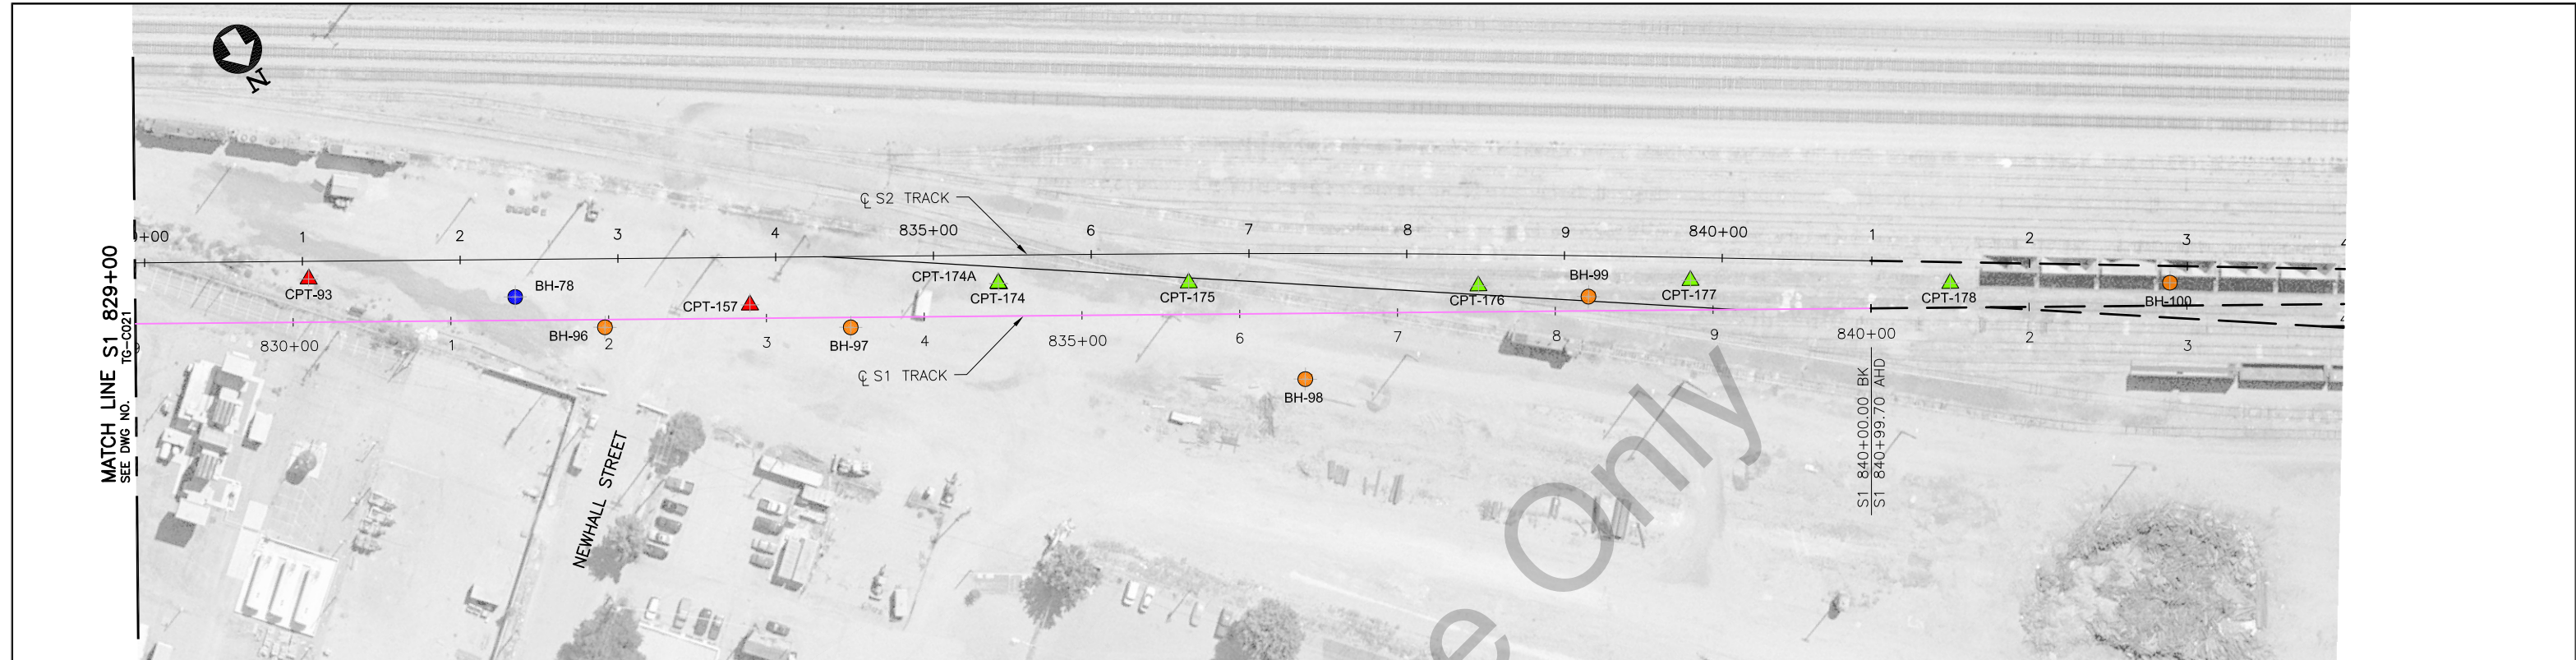 N
MATCH LINE S1 829+00
SEE DWG NO. TG-C021
℄ S2 TRACK
+00 1 2 3 4 835+00 6 7 8 9 840+00 1 2 3 4
CPT-93
BH-78
CPT-157
CPT-174A
CPT-174
CPT-175
CPT-176
BH-99
CPT-177
CPT-178
BH-100
BH-96
BH-97
9 830+00 1 2 3 4 835+00 6 7 8 9 840+00 2 3 4
℄ S1 TRACK
BH-98
NEWHALL STREET
S1 840+00.00 BK
S1 840+99.70 AHD
e Only